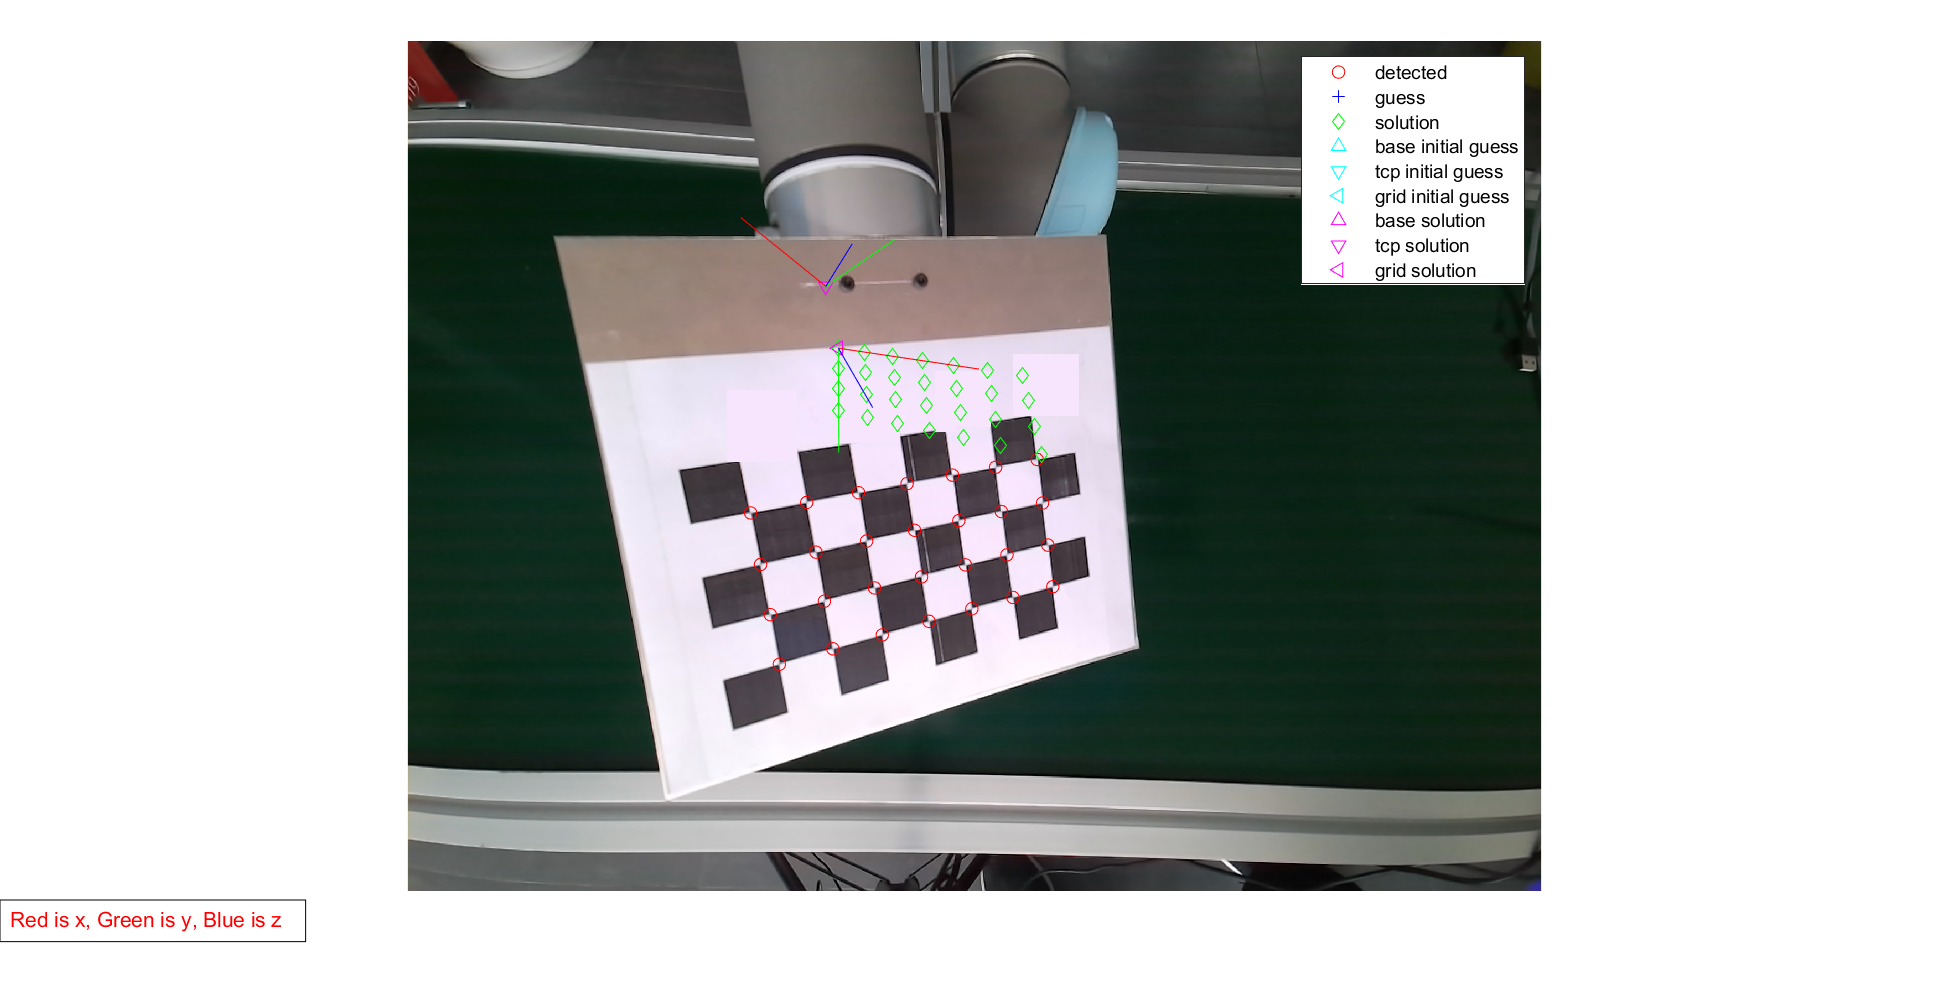 detected
guess
solution
base initial guess
tcp initial guess
grid initial guess
base solution
tcp solution
grid solution
Red is x, Green is y, Blue is z